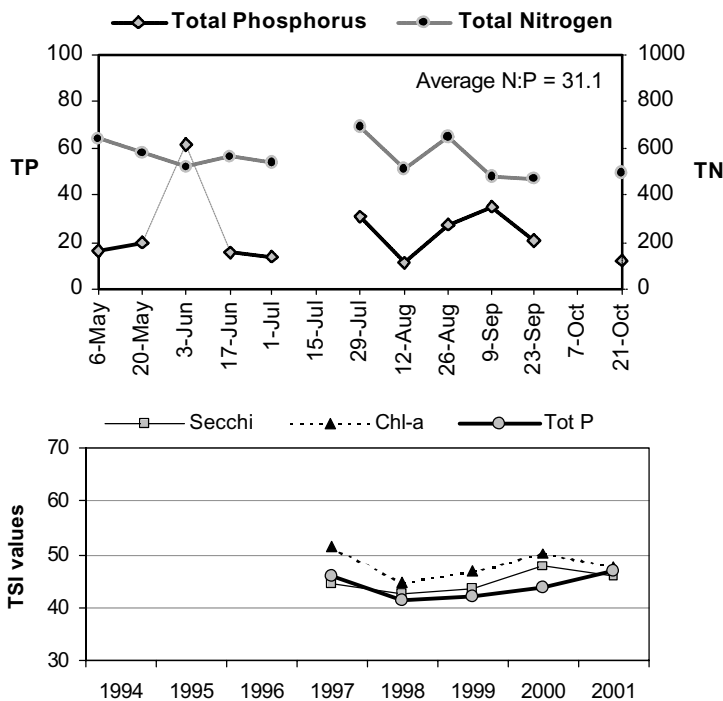 Total Phosphorus Total Nitrogen
Average N:P = 31.1
TP
100
80
60
40
20
0
TN
1000
800
600
400
200
0
6-May
20-May
3-Jun
17-Jun
1-Jul
15-Jul
29-Jul
12-Aug
26-Aug
9-Sep
23-Sep
7-Oct
21-Oct
Secchi Chl-a Tot P
TSI values
70
60
50
40
30
1994 1995 1996 1997 1998 1999 2000 2001